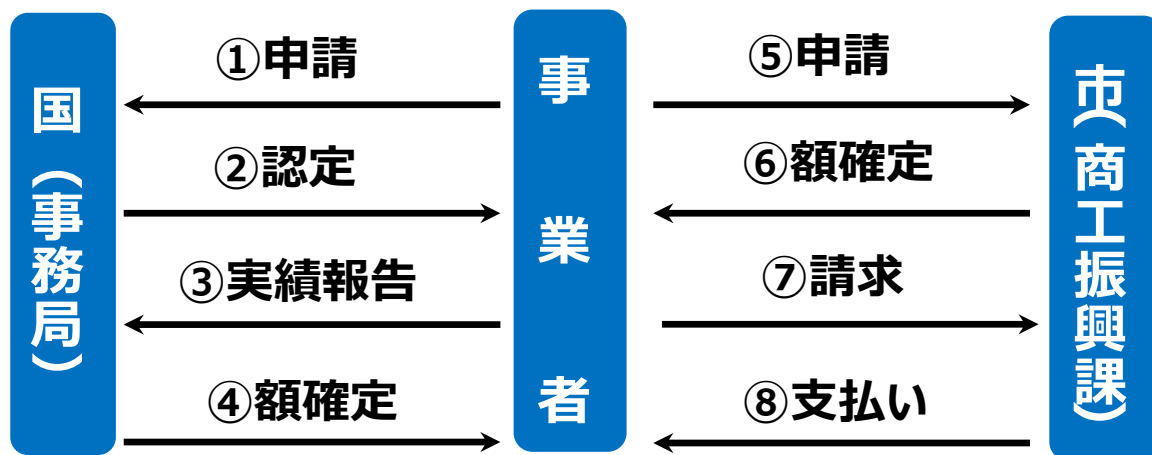 国（事務局）
①申請
②認定
③実績報告
④額確定
事業者
⑤申請
⑥額確定
⑦請求
⑧支払い
市（商工振興課）